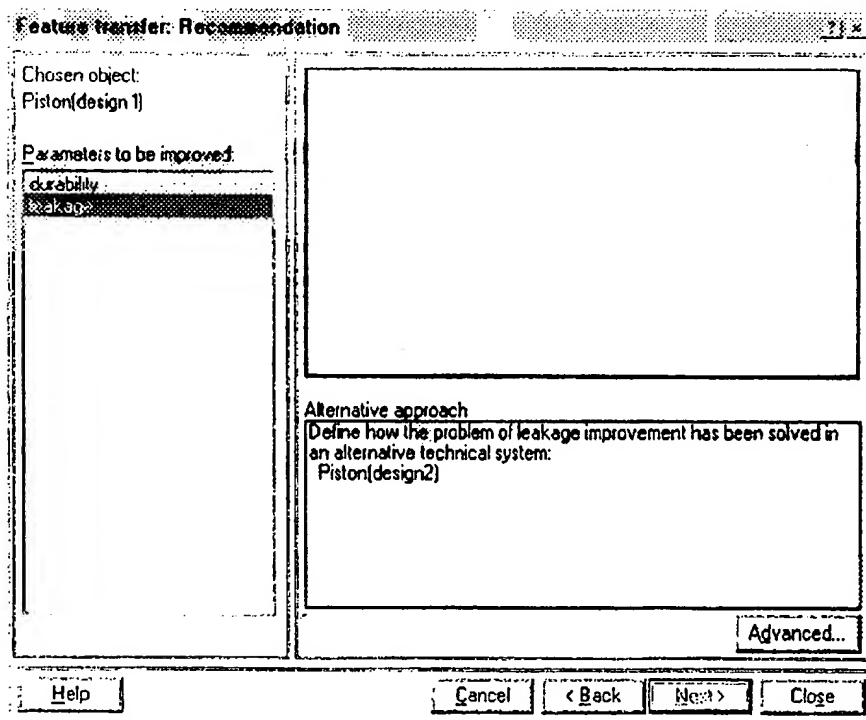 Feature transfer: Recommendation
Chosen object:
Piston(design 1)
Parameters to be improved:
durability
leakage
Alternative approach
Define how the problem of leakage improvement has been solved in
an alternative technical system:
Piston(design2)
Advanced...
Help
Cancel
< Back
Next >
Close